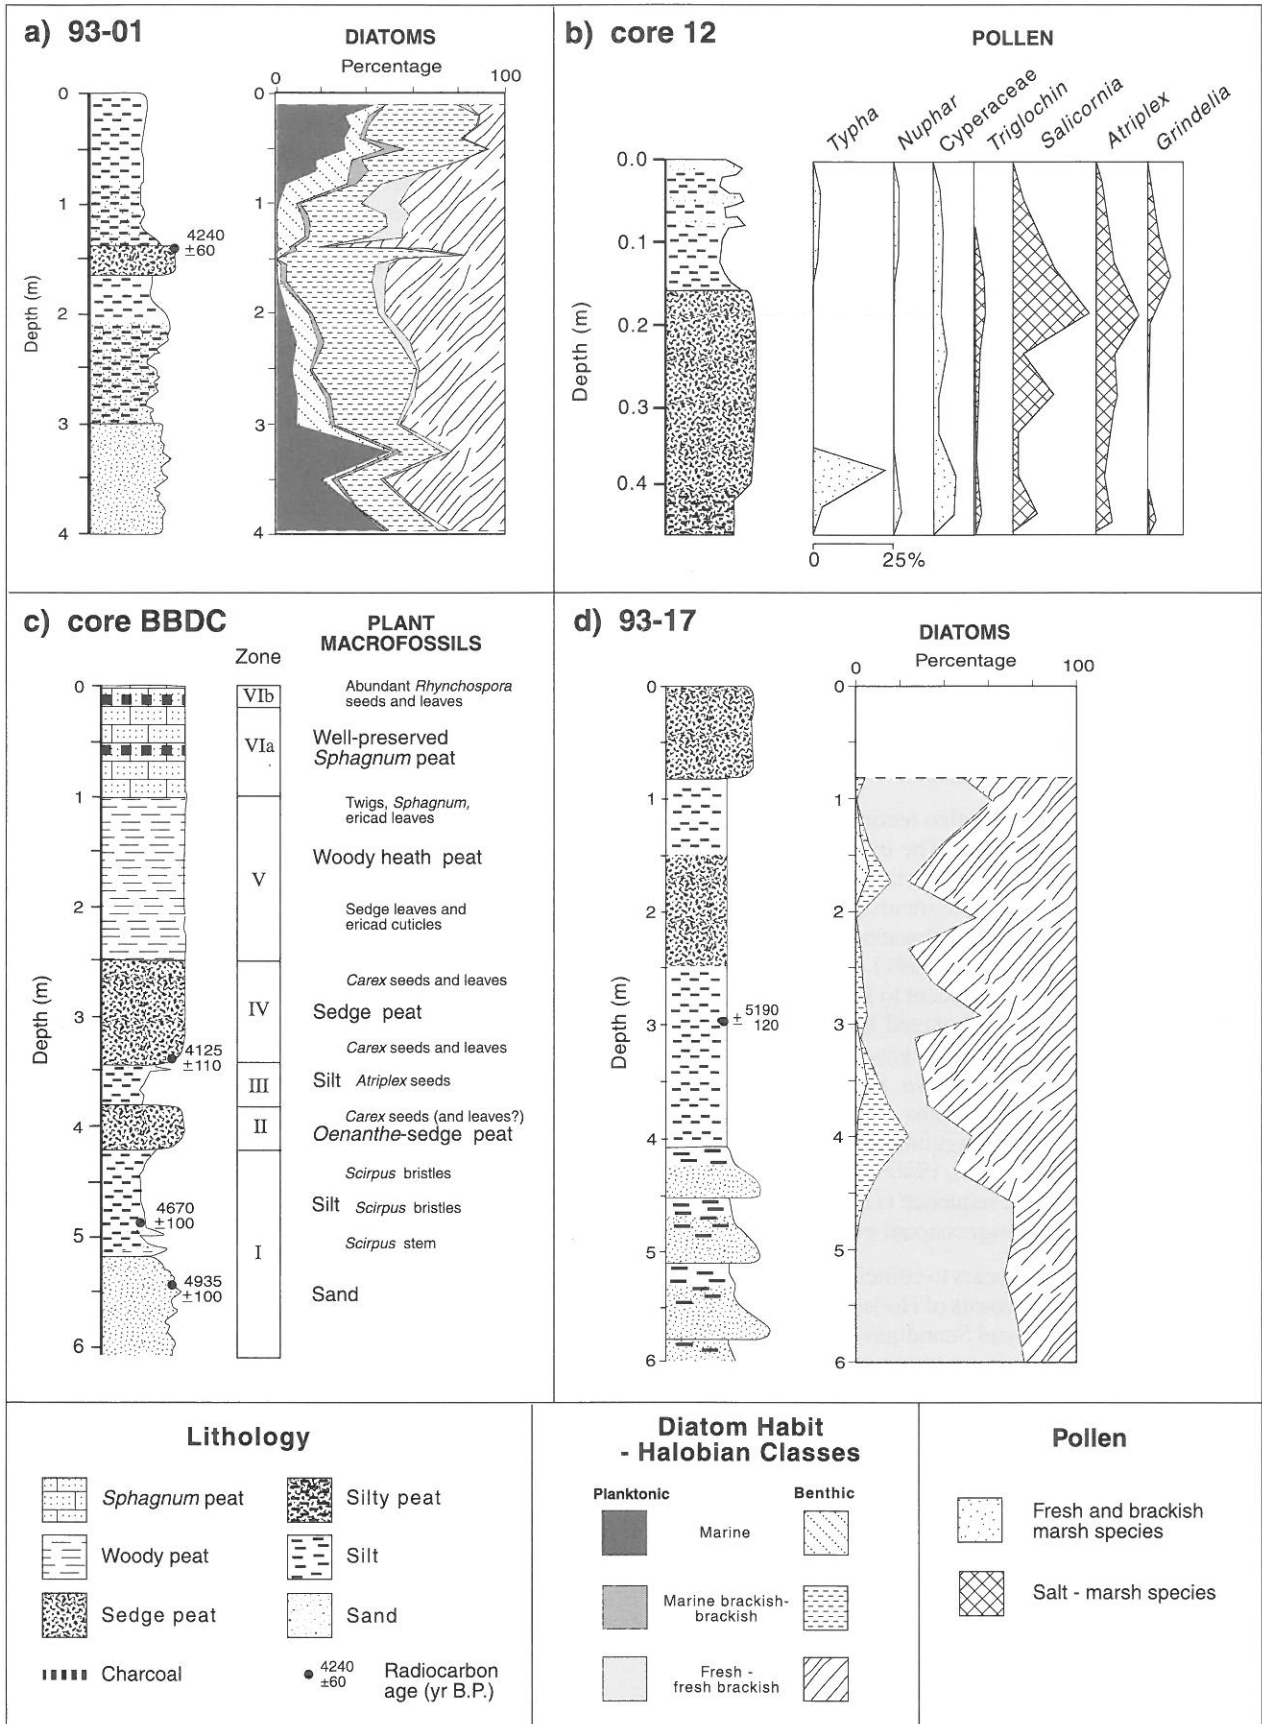 a) 93-01
DIATOMS
Percentage
0 100
0
1
2
3
4
Depth (m)
4240
±60
b) core 12
POLLEN
Typha
Nuphar
Cyperaceae
Triglochin
Salicornia
Atriplex
Grindelia
0.0
0.1
0.2
0.3
0.4
Depth (m)
0 25%
c) core BBDC
PLANT
MACROFOSSILS
Zone
0
1
2
3
4
5
6
Depth (m)
4125
±110
4670
±100
4935
±100
VIb
VIa
V
IV
III
II
I
Abundant Rhynchospora
seeds and leaves
Well-preserved
Sphagnum peat
Twigs, Sphagnum,
ericad leaves
Woody heath peat
Sedge leaves and
ericad cuticles
Carex seeds and leaves
Sedge peat
Carex seeds and leaves
Silt Atriplex seeds
Carex seeds (and leaves?)
Oenanthe-sedge peat
Scirpus bristles
Silt Scirpus bristles
Scirpus stem
Sand
d) 93-17
DIATOMS
Percentage
0 100
0
1
2
3
4
5
6
Depth (m)
± 5190
120
0
1
2
3
4
5
6
Lithology
Sphagnum peat
Silty peat
Woody peat
Silt
Sedge peat
Sand
Charcoal
4240
±60
Radiocarbon
age (yr B.P.)
Diatom Habit
- Halobian Classes
Planktonic Benthic
Marine
Marine brackish-
brackish
Fresh -
fresh brackish
Pollen
Fresh and brackish
marsh species
Salt - marsh species